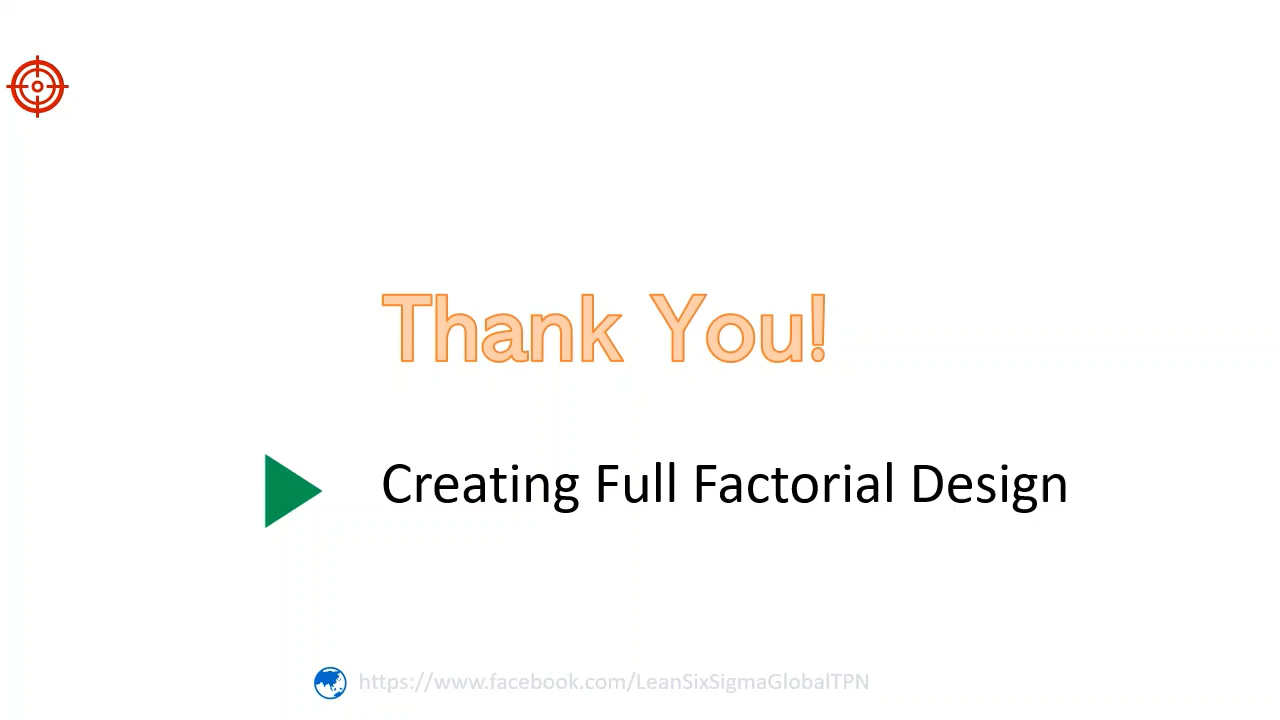 Thank You!
Creating Full Factorial Design
https://www.facebook.com/LeanSixSigmaGlobalTPN